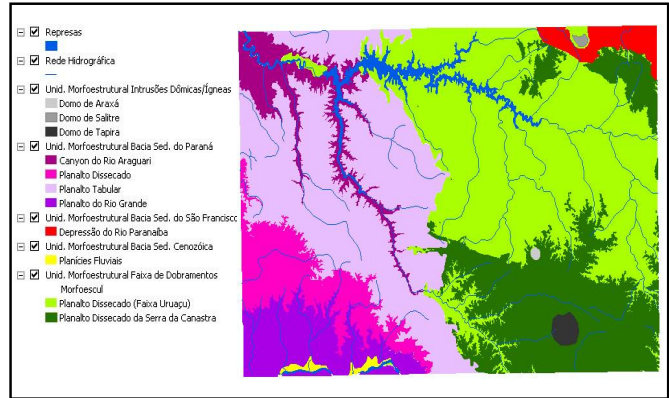 Represas
Rede Hidrográfica
Unid. Morfoestrutural Intrusões Dômicas/Ígneas
Domo de Araxá
Domo de Salitre
Domo de Tapira
Unid. Morfoestrutural Bacia Sed. do Paraná
Canyon do Rio Araguari
Planalto Dissecado
Planalto Tabular
Planalto do Rio Grande
Unid. Morfoestrutural Bacia Sed. do São Francisco
Depressão do Rio Paranaíba
Unid. Morfoestrutural Bacia Sed. Cenozóica
Planícies Fluviais
Unid. Morfoestrutural Faixa de Dobramentos
Morfoescul
Planalto Dissecado (Faixa Uruaçu)
Planalto Dissecado da Serra da Canastra